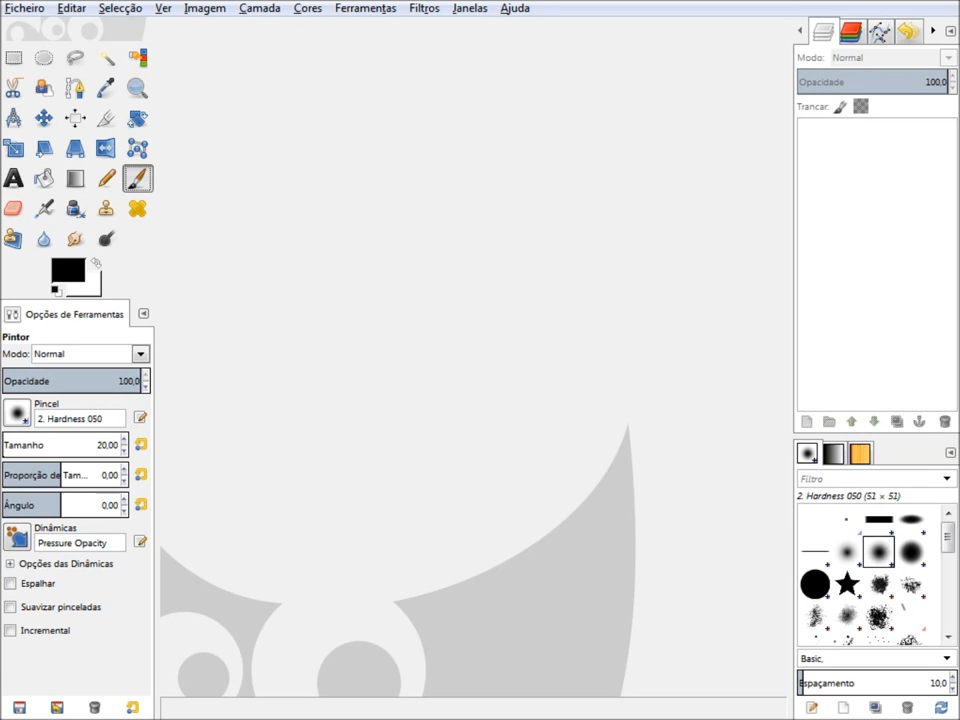 Ficheiro Editar Selecção Ver Imagem Camada Cores Ferramentas Filtros Janelas Ajuda
Opções de Ferramentas
Pintor
Modo: Normal
Opacidade 100,0
Pincel
2. Hardness 050
Tamanho 20,00
Proporção de Tam... 0,00
Ângulo 0,00
Dinâmicas
Pressure Opacity
Opções das Dinâmicas
Espalhar
Suavizar pinceladas
Incremental
Modo: Normal
Opacidade 100,0
Trancar:
Filtro
2. Hardness 050 (51 × 51)
Basic,
Espaçamento 10,0